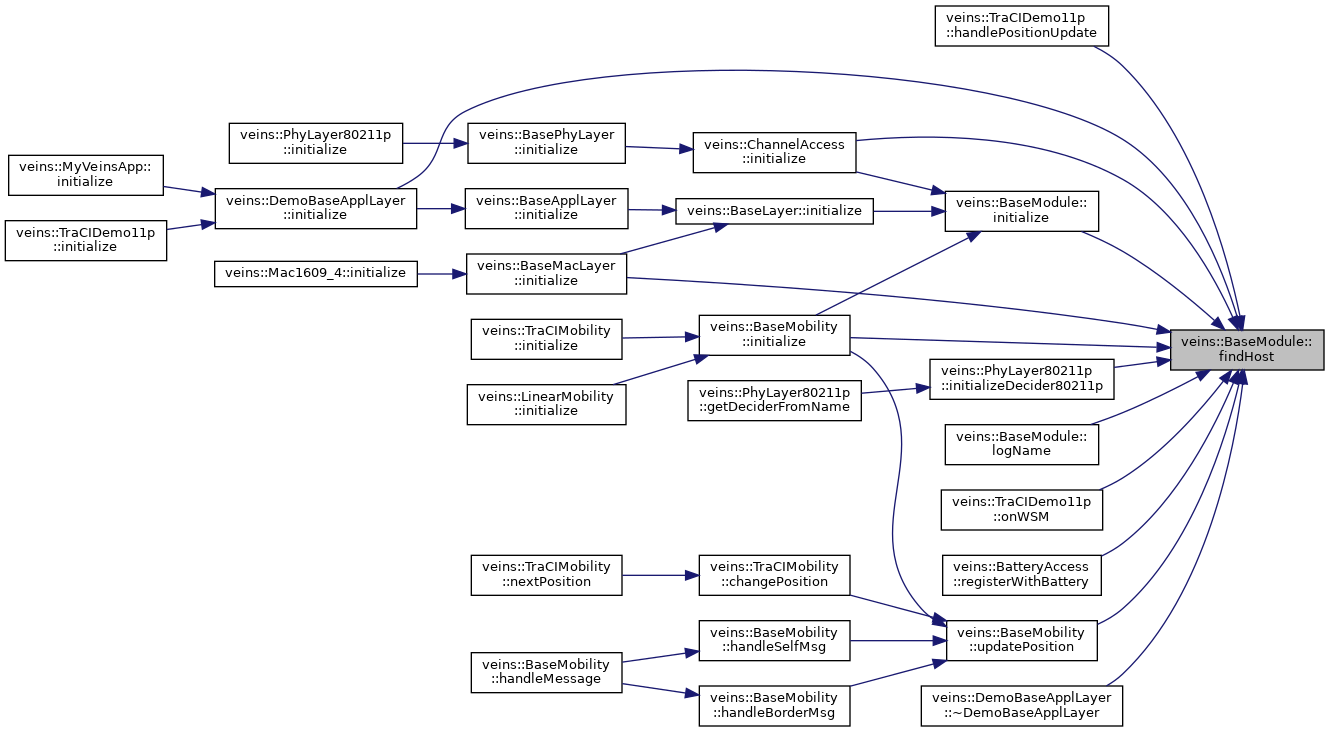 veins::TraCIDemo11p
::handlePositionUpdate
veins::PhyLayer80211p
::initialize
veins::BasePhyLayer
::initialize
veins::ChannelAccess
::initialize
veins::MyVeinsApp::
initialize
veins::DemoBaseApplLayer
::initialize
veins::BaseApplLayer
::initialize
veins::BaseLayer::initialize
veins::BaseModule::
initialize
veins::TraCIDemo11p
::initialize
veins::Mac1609_4::initialize
veins::BaseMacLayer
::initialize
veins::TraCIMobility
::initialize
veins::BaseMobility
::initialize
veins::BaseModule::
findHost
veins::LinearMobility
::initialize
veins::PhyLayer80211p
::getDeciderFromName
veins::PhyLayer80211p
::initializeDecider80211p
veins::BaseModule::
logName
veins::TraCIDemo11p
::onWSM
veins::TraCIMobility
::nextPosition
veins::TraCIMobility
::changePosition
veins::BatteryAccess
::registerWithBattery
veins::BaseMobility
::handleSelfMsg
veins::BaseMobility
::updatePosition
veins::BaseMobility
::handleMessage
veins::BaseMobility
::handleBorderMsg
veins::DemoBaseApplLayer
::~DemoBaseApplLayer